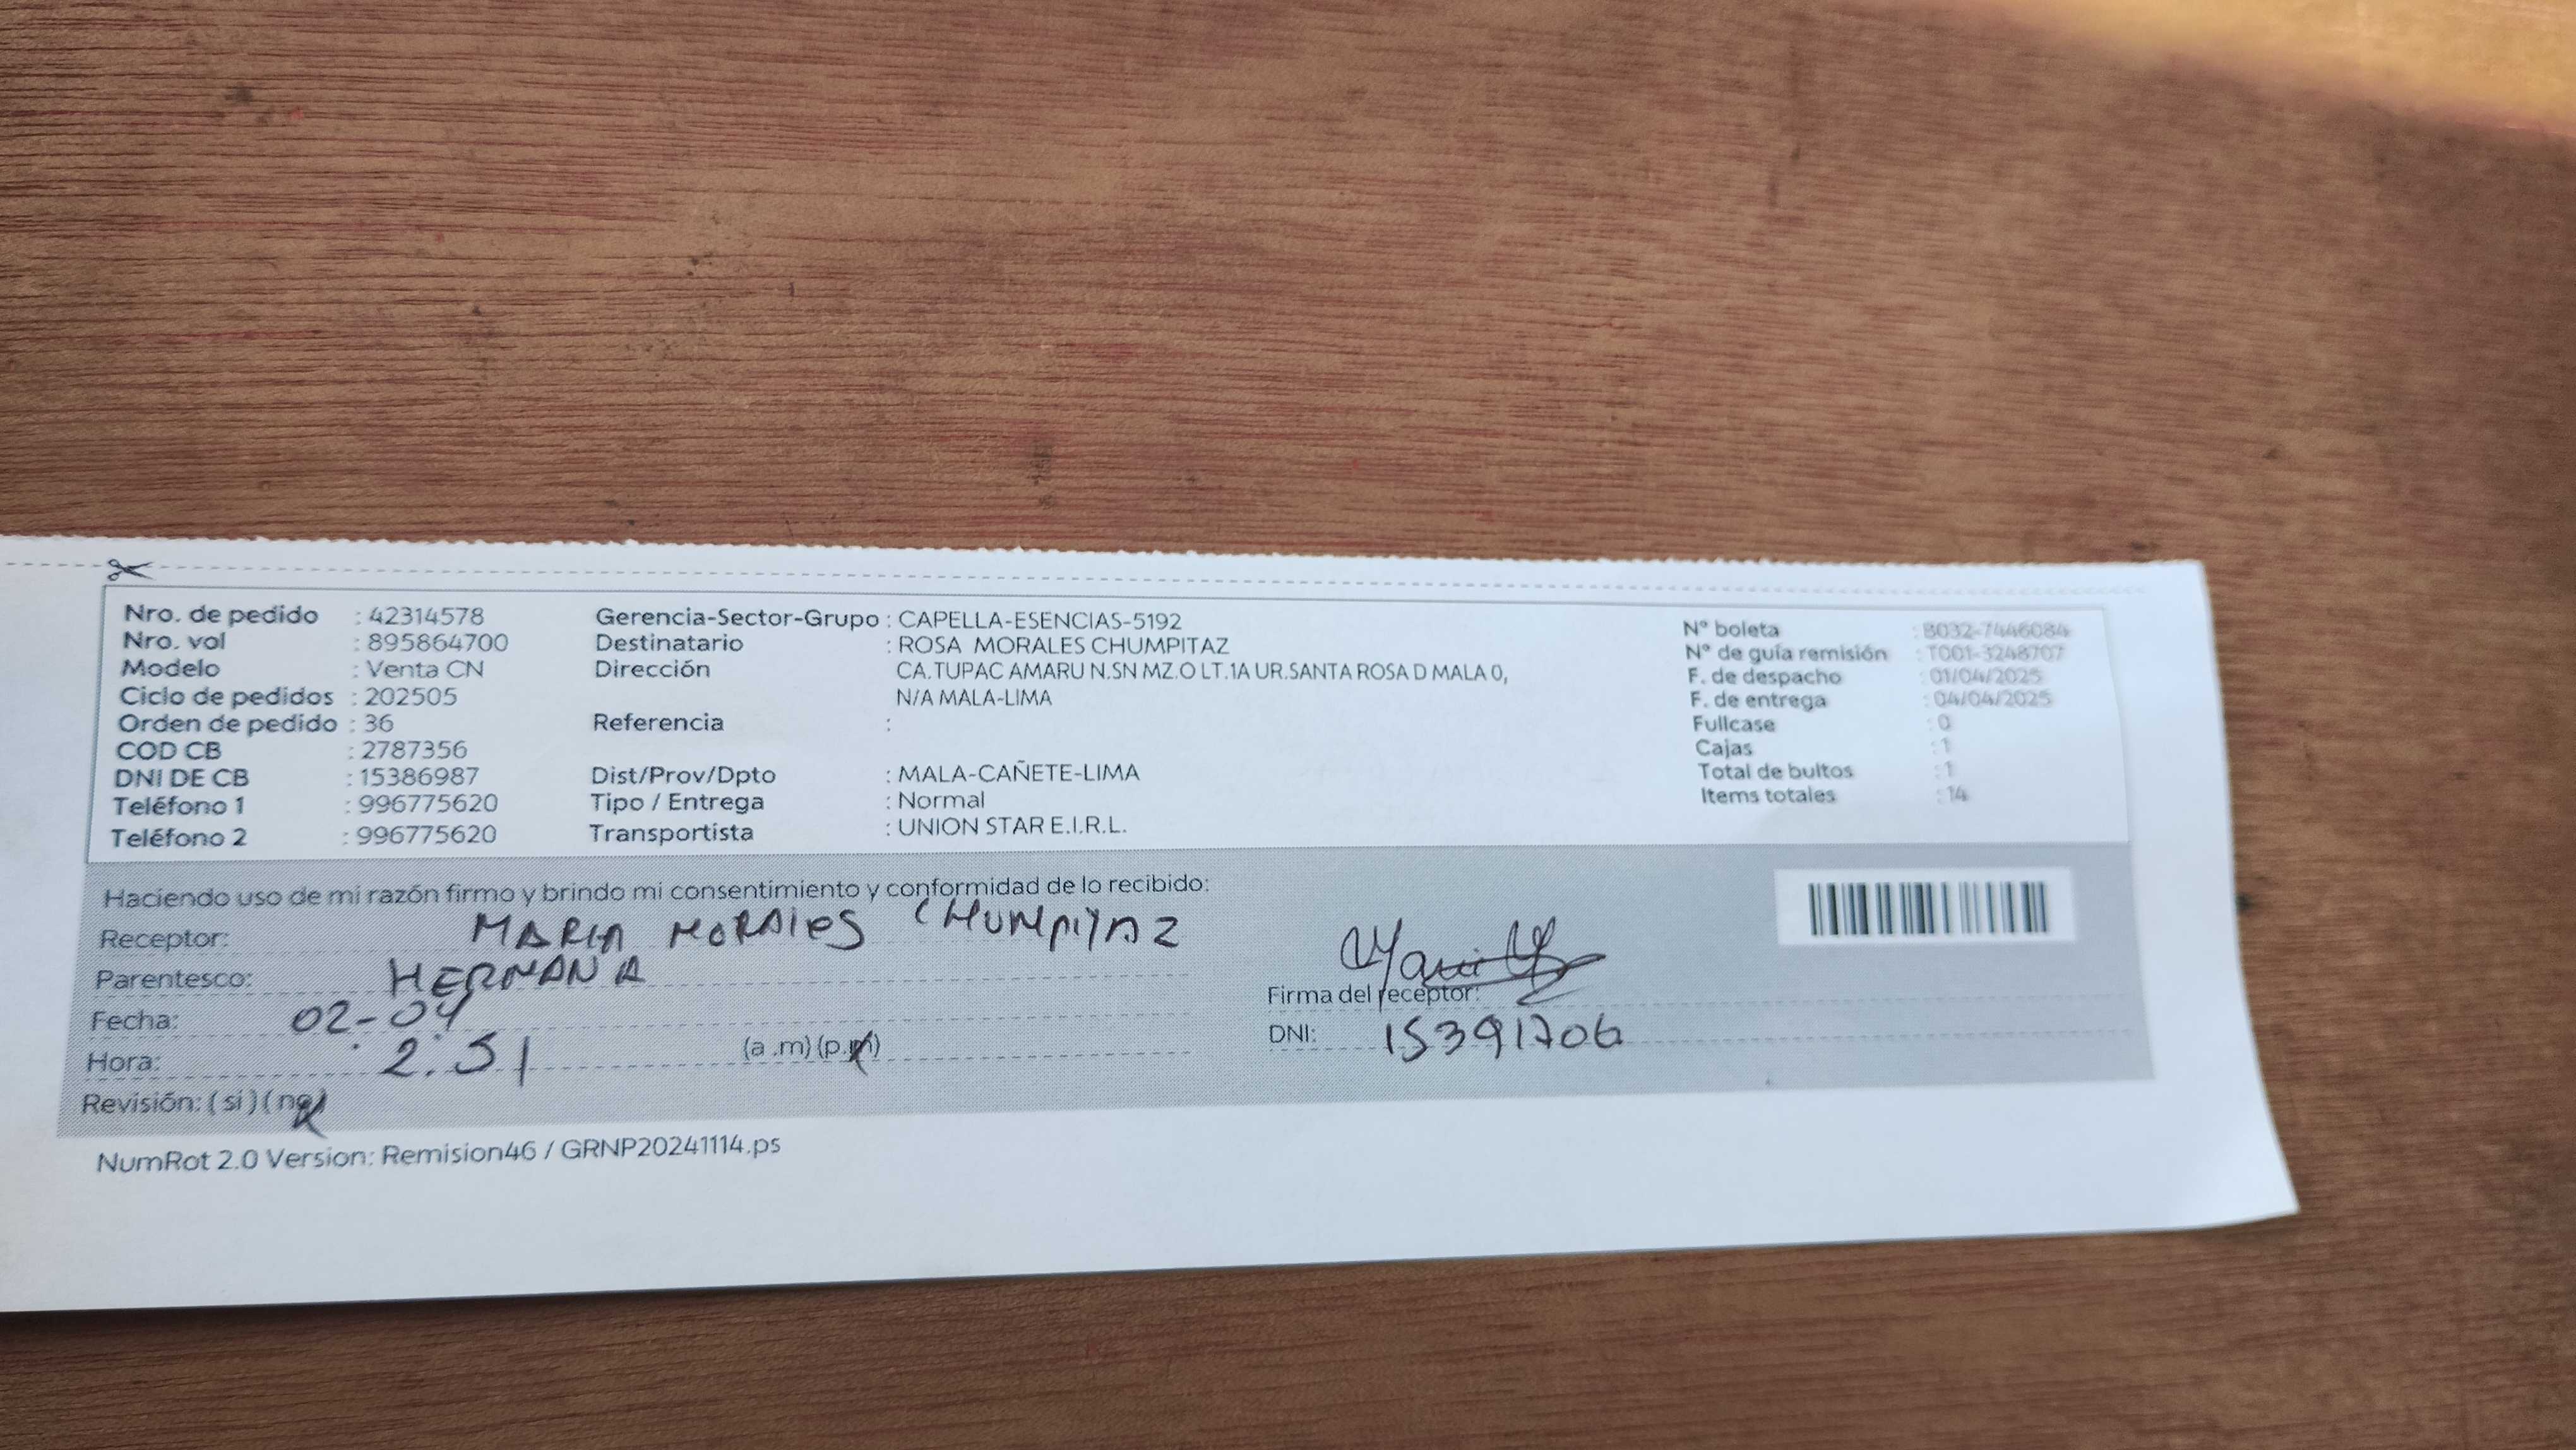 Nro. de pedido : 42314578
Nro. vol : 895864700
Modelo : Venta CN
Ciclo de pedidos : 202505
Orden de pedido : 36
COD CB : 2787356
DNI DE CB : 15386987
Teléfono 1 : 996775620
Teléfono 2 : 996775620
Gerencia-Sector-Grupo : CAPELLA-ESENCIAS-5192
Destinatario : ROSA MORALES CHUMPITAZ
Dirección CA.TUPAC AMARU N.SN MZ.O LT.1A UR.SANTA ROSA D MALA 0,
N/A MALA-LIMA
Referencia :
Dist/Prov/Dpto : MALA-CAÑETE-LIMA
Tipo / Entrega : Normal
Transportista : UNION STAR E.I.R.L.
N° boleta : B032-7446084
N° de guía remisión : T001-3248707
F. de despacho : 01/04/2025
F. de entrega : 04/04/2025
Fullcase : 0
Cajas : 1
Total de bultos : 1
Items totales : 14
Haciendo uso de mi razón firmo y brindo mi consentimiento y conformidad de lo recibido:
Receptor: MARIA MORALES CHUMPITAZ
Parentesco: HERMANA
Fecha: 02-04
Hora: 2.51 (a .m) (p.m)
Revisión: ( si ) ( no )
Firma del receptor:
DNI: 15391706
NumRot 2.0 Version: Remision46 / GRNP20241114.ps